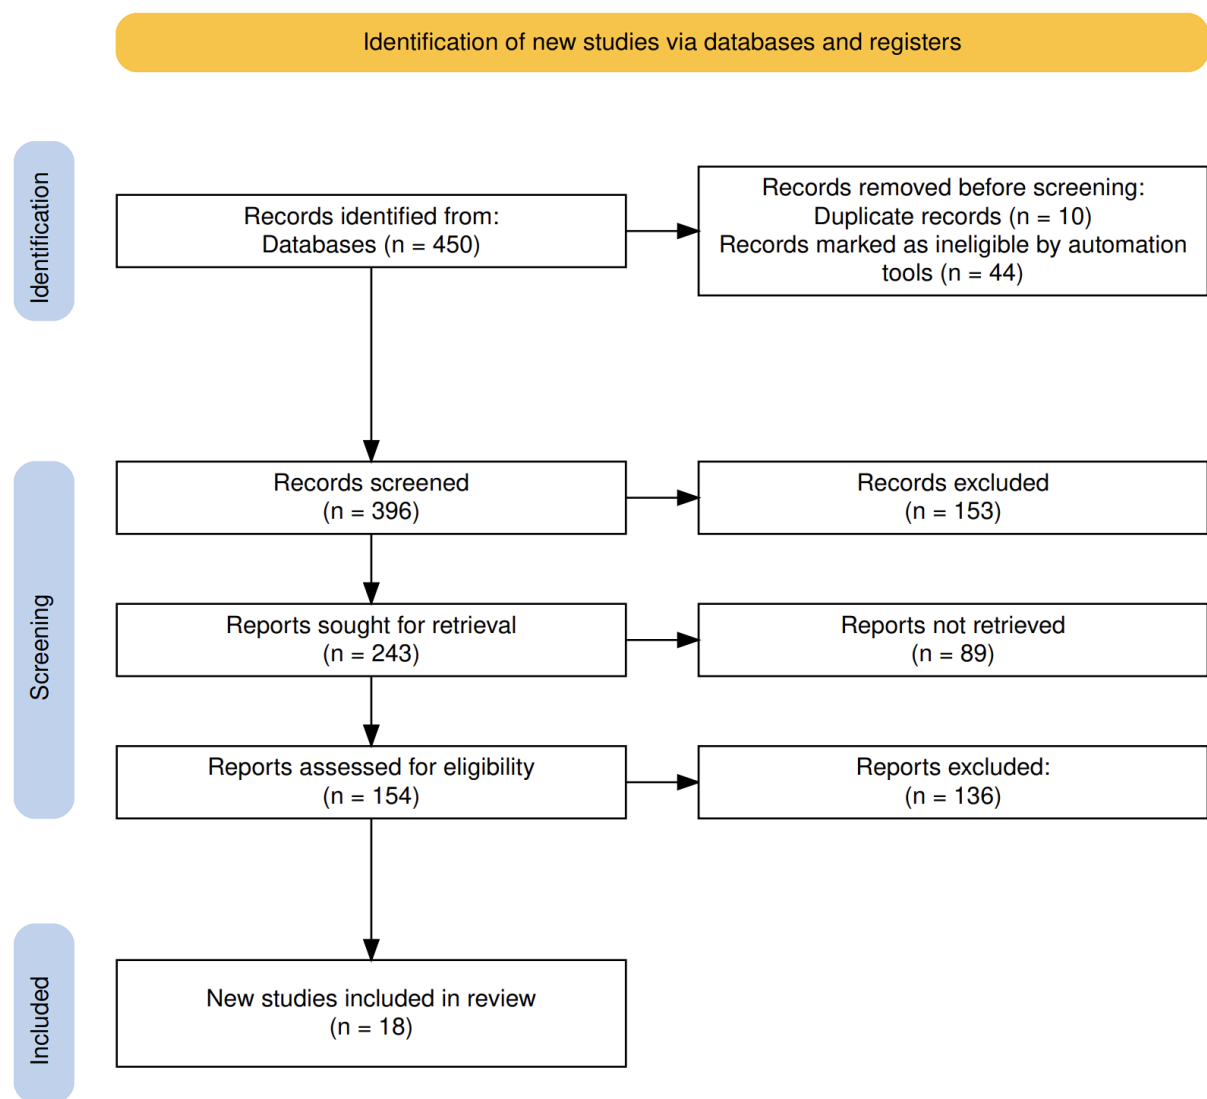 Identification of new studies via databases and registers
Identification
Records identified from:
Databases (n = 450)
Records removed before screening:
Duplicate records (n = 10)
Records marked as ineligible by automation
tools (n = 44)
Screening
Records screened
(n = 396)
Records excluded
(n = 153)
Reports sought for retrieval
(n = 243)
Reports not retrieved
(n = 89)
Reports assessed for eligibility
(n = 154)
Reports excluded:
(n = 136)
Included
New studies included in review
(n = 18)